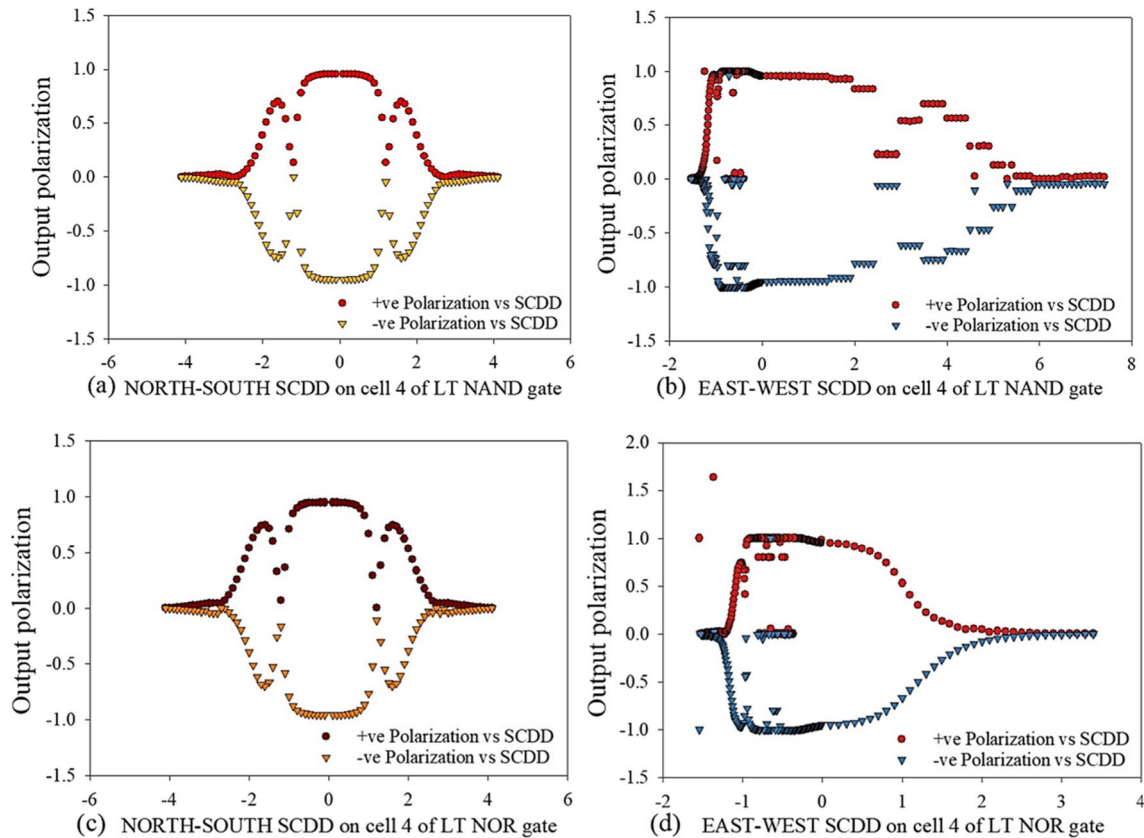 1.5
1.0
0.5
0.0
-0.5
-1.0
-1.5
Output polarization
+ve Polarization vs SCDD
-ve Polarization vs SCDD
-6 -4 -2 0 2 4 6
(a) NORTH-SOUTH SCDD on cell 4 of LT NAND gate
1.5
1.0
0.5
0.0
-0.5
-1.0
-1.5
Output polarization
+ve Polarization vs SCDD
-ve Polarization vs SCDD
-2 0 2 4 6 8
(b) EAST-WEST SCDD on cell 4 of LT NAND gate
1.5
1.0
0.5
0.0
-0.5
-1.0
-1.5
Output polarization
+ve Polarization vs SCDD
-ve Polarization vs SCDD
-6 -4 -2 0 2 4 6
(c) NORTH-SOUTH SCDD on cell 4 of LT NOR gate
2.0
1.5
1.0
0.5
0.0
-0.5
-1.0
-1.5
Output polarization
+ve Polarization vs SCDD
-ve Polarization vs SCDD
-2 -1 0 1 2 3 4
(d) EAST-WEST SCDD on cell 4 of LT NOR gate